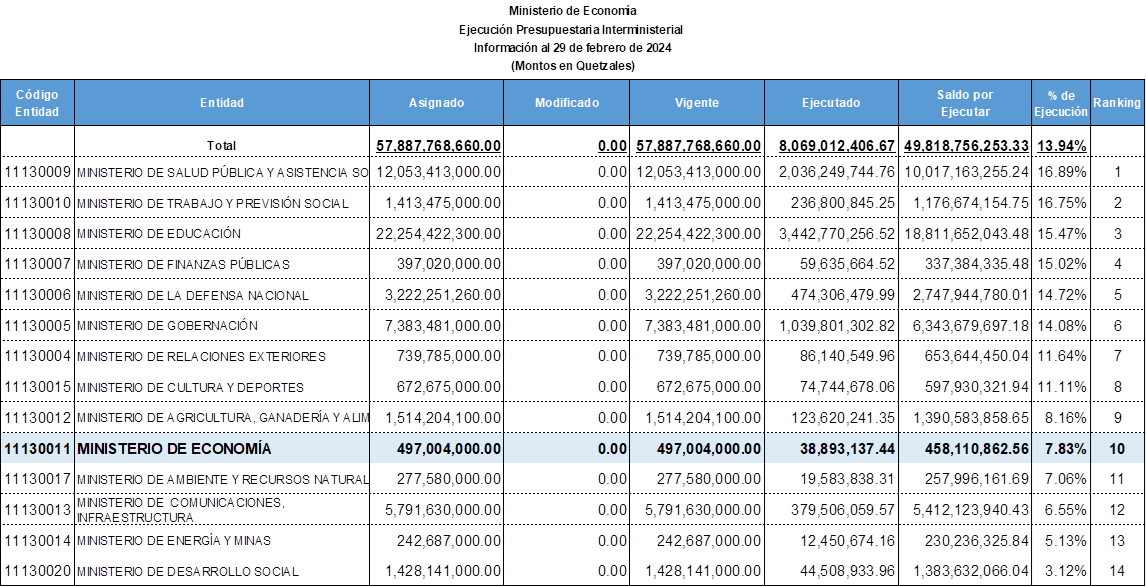 Ministerio de Economía
Ejecución Presupuestaria Interministerial
Información al 29 de febrero de 2024
(Montos en Quetzales)
Código Entidad Entidad Asignado Modificado Vigente Ejecutado Saldo por Ejecutar % de Ejecución Ranking
Total 57,887,768,660.00 0.00 57,887,768,660.00 8,069,012,406.67 49,818,756,253.33 13.94%
11130009 MINISTERIO DE SALUD PÚBLICA Y ASISTENCIA SO 12,053,413,000.00 0.00 12,053,413,000.00 2,036,249,744.76 10,017,163,255.24 16.89% 1
11130010 MINISTERIO DE TRABAJO Y PREVISIÓN SOCIAL 1,413,475,000.00 0.00 1,413,475,000.00 236,800,845.25 1,176,674,154.75 16.75% 2
11130008 MINISTERIO DE EDUCACIÓN 22,254,422,300.00 0.00 22,254,422,300.00 3,442,770,256.52 18,811,652,043.48 15.47% 3
11130007 MINISTERIO DE FINANZAS PÚBLICAS 397,020,000.00 0.00 397,020,000.00 59,635,664.52 337,384,335.48 15.02% 4
11130006 MINISTERIO DE LA DEFENSA NACIONAL 3,222,251,260.00 0.00 3,222,251,260.00 474,306,479.99 2,747,944,780.01 14.72% 5
11130005 MINISTERIO DE GOBERNACIÓN 7,383,481,000.00 0.00 7,383,481,000.00 1,039,801,302.82 6,343,679,697.18 14.08% 6
11130004 MINISTERIO DE RELACIONES EXTERIORES 739,785,000.00 0.00 739,785,000.00 86,140,549.96 653,644,450.04 11.64% 7
11130015 MINISTERIO DE CULTURA Y DEPORTES 672,675,000.00 0.00 672,675,000.00 74,744,678.06 597,930,321.94 11.11% 8
11130012 MINISTERIO DE AGRICULTURA, GANADERÍA Y ALIM 1,514,204,100.00 0.00 1,514,204,100.00 123,620,241.35 1,390,583,858.65 8.16% 9
11130011 MINISTERIO DE ECONOMÍA 497,004,000.00 0.00 497,004,000.00 38,893,137.44 458,110,862.56 7.83% 10
11130017 MINISTERIO DE AMBIENTE Y RECURSOS NATURAL 277,580,000.00 0.00 277,580,000.00 19,583,838.31 257,996,161.69 7.06% 11
11130013 MINISTERIO DE COMUNICACIONES, INFRAESTRUCTURA 5,791,630,000.00 0.00 5,791,630,000.00 379,506,059.57 5,412,123,940.43 6.55% 12
11130014 MINISTERIO DE ENERGÍA Y MINAS 242,687,000.00 0.00 242,687,000.00 12,450,674.16 230,236,325.84 5.13% 13
11130020 MINISTERIO DE DESARROLLO SOCIAL 1,428,141,000.00 0.00 1,428,141,000.00 44,508,933.96 1,383,632,066.04 3.12% 14